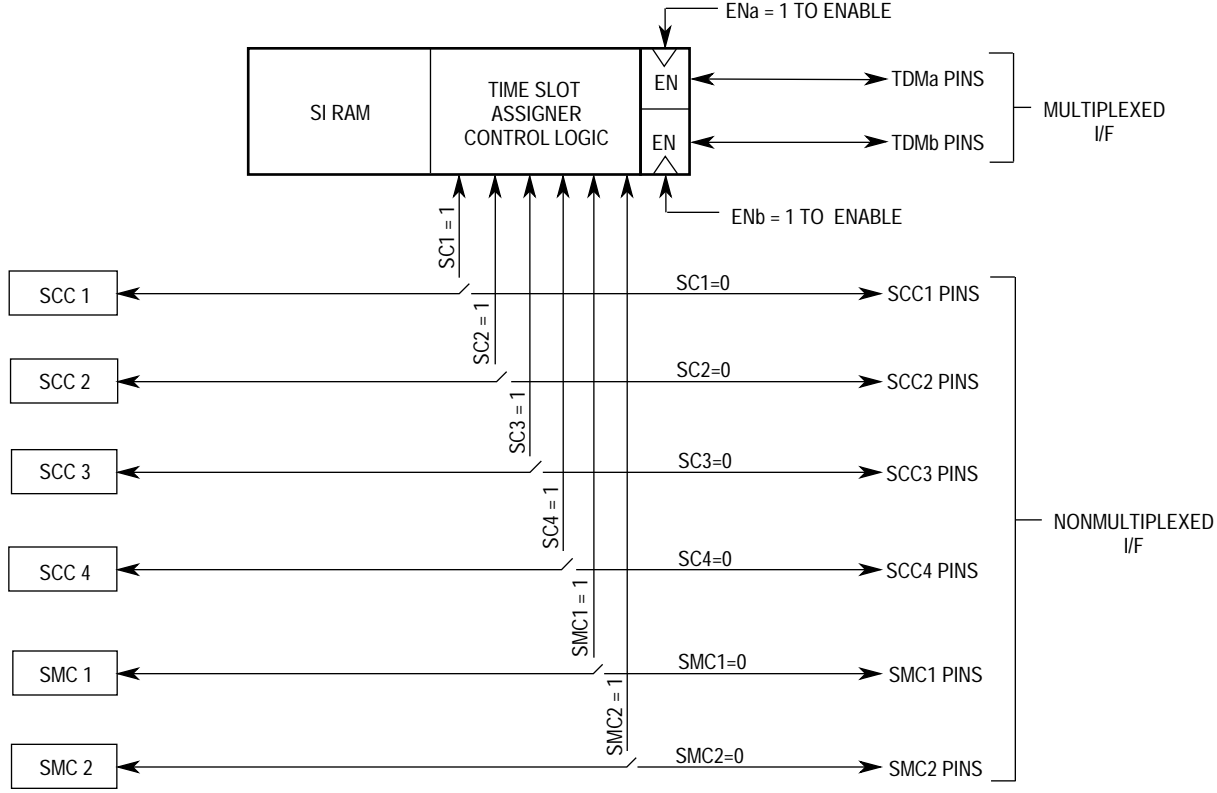 ENa = 1 TO ENABLE
SI RAM
TIME SLOT
ASSIGNER
CONTROL LOGIC
EN
EN
TDMa PINS
TDMb PINS
MULTIPLEXED
I/F
ENb = 1 TO ENABLE
SC1 = 1
SCC 1
SC1=0
SCC1 PINS
SC2 = 1
SCC 2
SC2=0
SCC2 PINS
SC3 = 1
SCC 3
SC3=0
SCC3 PINS
SC4 = 1
NONMULTIPLEXED
I/F
SCC 4
SC4=0
SCC4 PINS
SMC1 = 1
SMC 1
SMC1=0
SMC1 PINS
SMC2 = 1
SMC 2
SMC2=0
SMC2 PINS